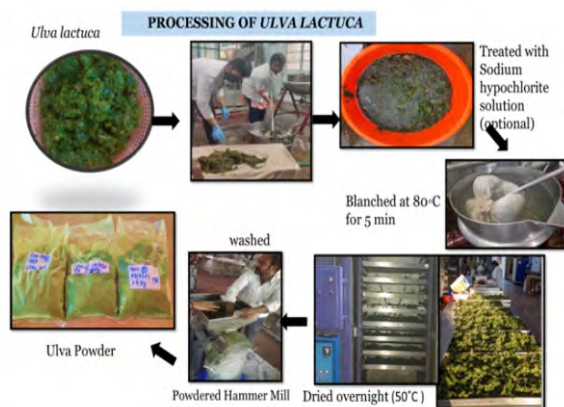 PROCESSING OF ULVA LACTUCA
Ulva lactuca
Treated with
Sodium
hypochlorite
solution
(optional)
Blanched at 80◦C
for 5 min
washed
Ulva Powder
Powdered Hammer Mill
Dried overnight (50˚C )